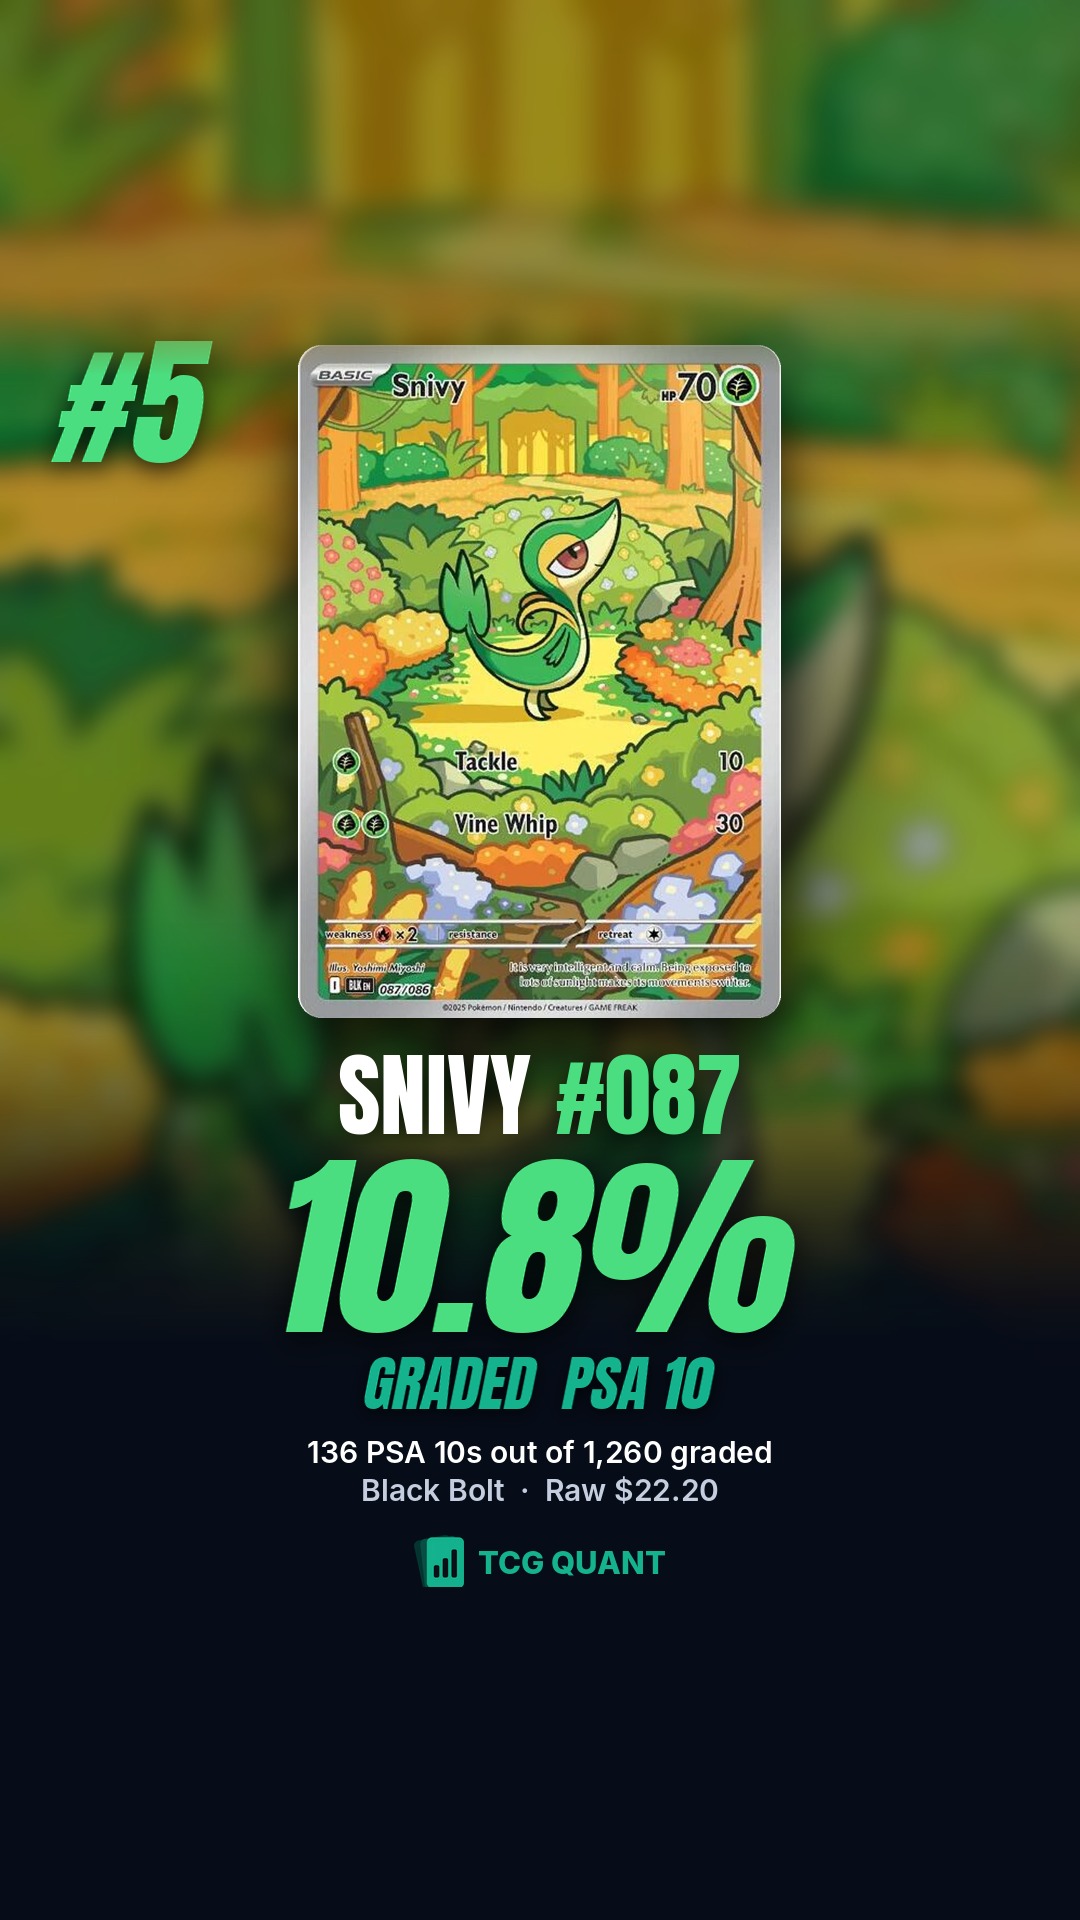 #5
BASIC Snivy HP 70
Tackle 10
Vine Whip 30
weakness ×2 resistance retreat
Illus. Yoshimi Miyoshi
It is very intelligent and calm. Being exposed to
lots of sunlight makes its movements swifter.
I BLK EN 087/086
©2025 Pokémon / Nintendo / Creatures / GAME FREAK
SNIVY #087
10.8%
GRADED PSA 10
136 PSA 10s out of 1,260 graded
Black Bolt · Raw $22.20
TCG QUANT